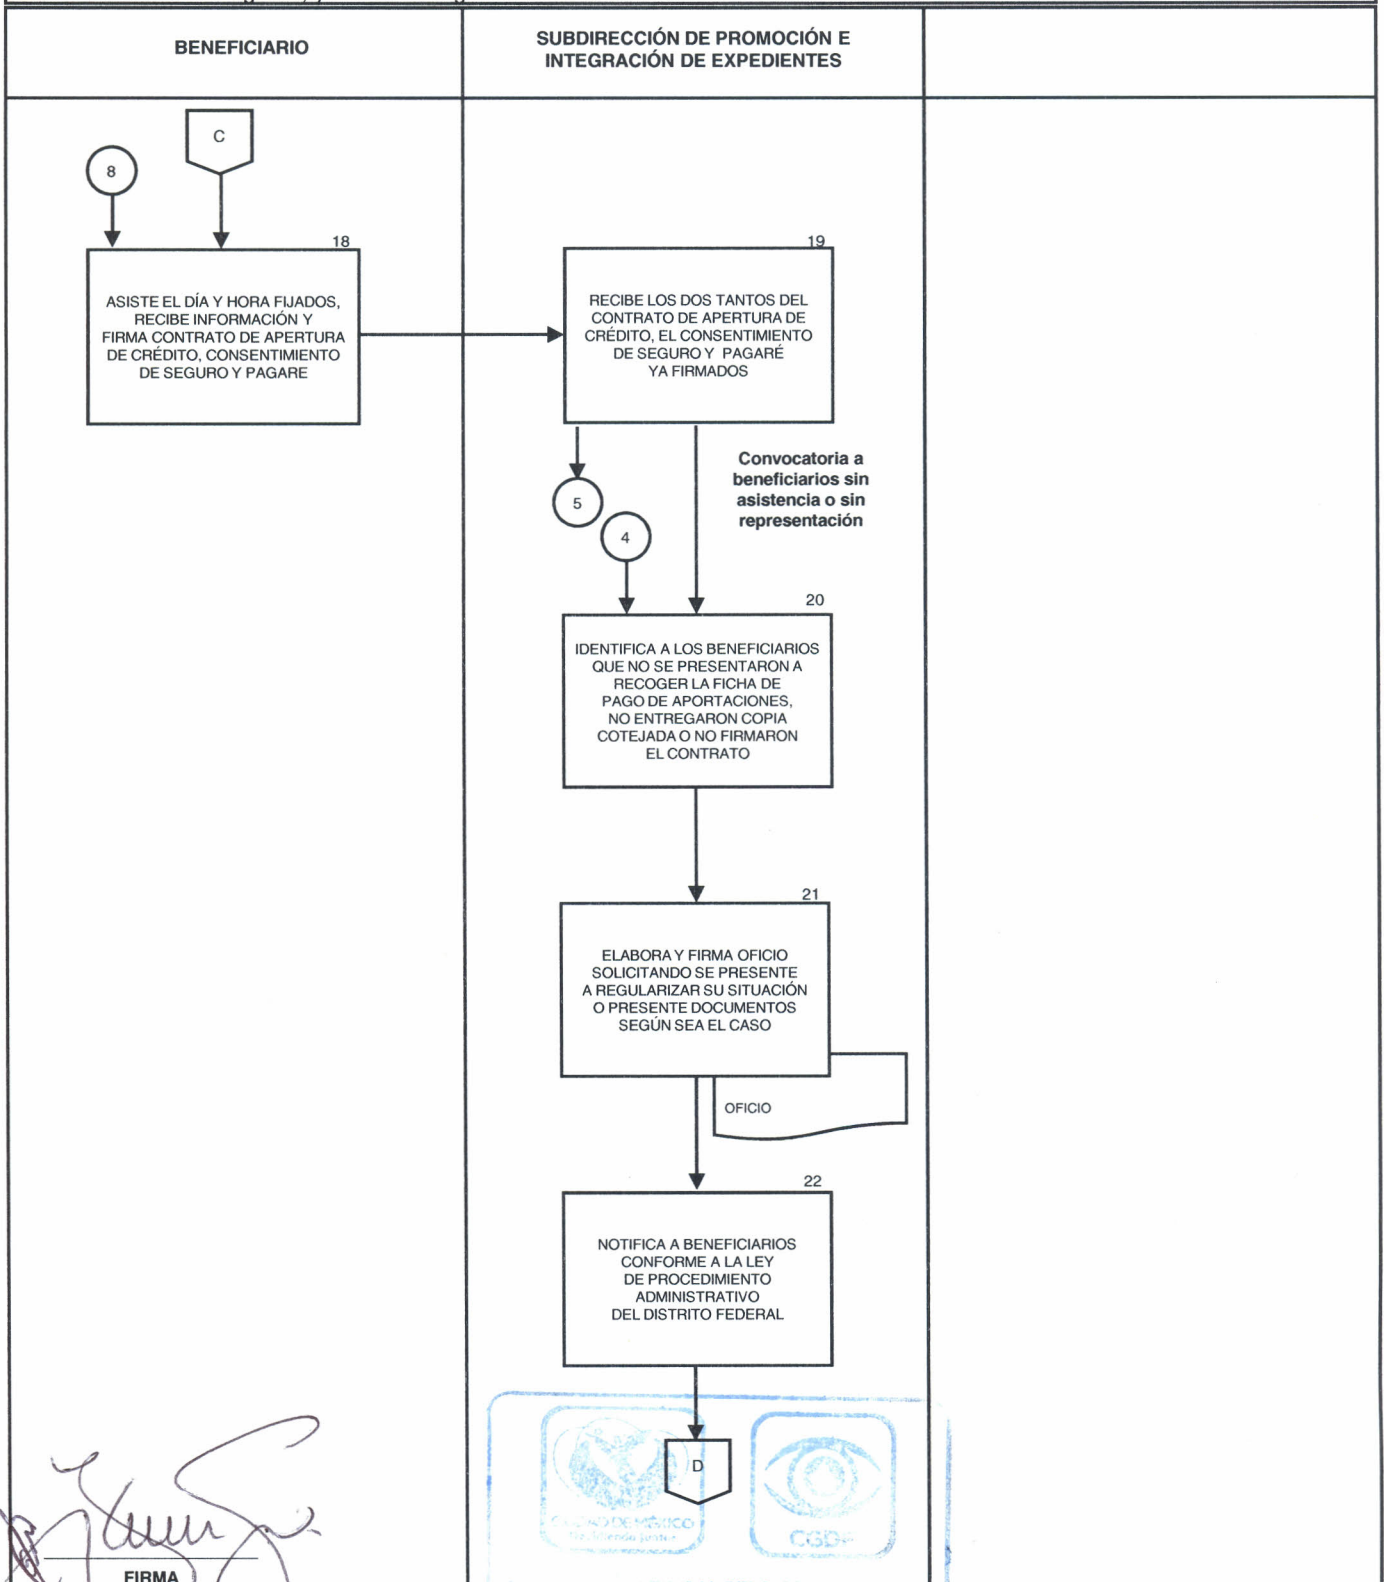 BENEFICIARIO
SUBDIRECCIÓN DE PROMOCIÓN E
INTEGRACIÓN DE EXPEDIENTES
C
8
18
ASISTE EL DÍA Y HORA FIJADOS,
RECIBE INFORMACIÓN Y
FIRMA CONTRATO DE APERTURA
DE CRÉDITO, CONSENTIMIENTO
DE SEGURO Y PAGARE
19
RECIBE LOS DOS TANTOS DEL
CONTRATO DE APERTURA DE
CRÉDITO, EL CONSENTIMIENTO
DE SEGURO Y PAGARÉ
YA FIRMADOS
Convocatoria a
beneficiarios sin
asistencia o sin
representación
5
4
20
IDENTIFICA A LOS BENEFICIARIOS
QUE NO SE PRESENTARON A
RECOGER LA FICHA DE
PAGO DE APORTACIONES,
NO ENTREGARON COPIA
COTEJADA O NO FIRMARON
EL CONTRATO
21
ELABORA Y FIRMA OFICIO
SOLICITANDO SE PRESENTE
A REGULARIZAR SU SITUACIÓN
O PRESENTE DOCUMENTOS
SEGÚN SEA EL CASO
OFICIO
22
NOTIFICA A BENEFICIARIOS
CONFORME A LA LEY
DE PROCEDIMIENTO
ADMINISTRATIVO
DEL DISTRITO FEDERAL
D
CIUDAD DE MÉXICO
CGDF
FIRMA